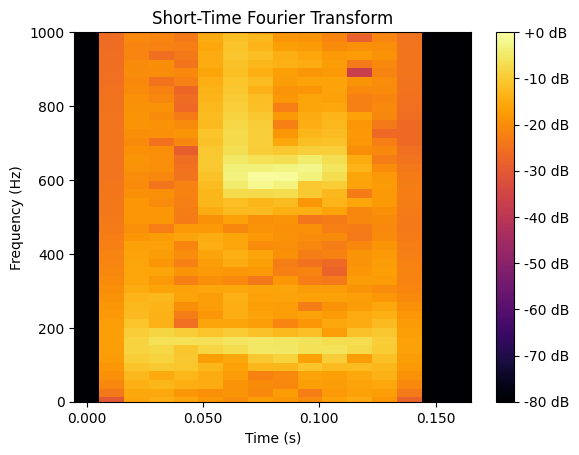 Short-Time Fourier Transform
1000
800
600
400
200
0
Frequency (Hz)
0.000
0.050
0.100
0.150
Time (s)
+0 dB
-10 dB
-20 dB
-30 dB
-40 dB
-50 dB
-60 dB
-70 dB
-80 dB